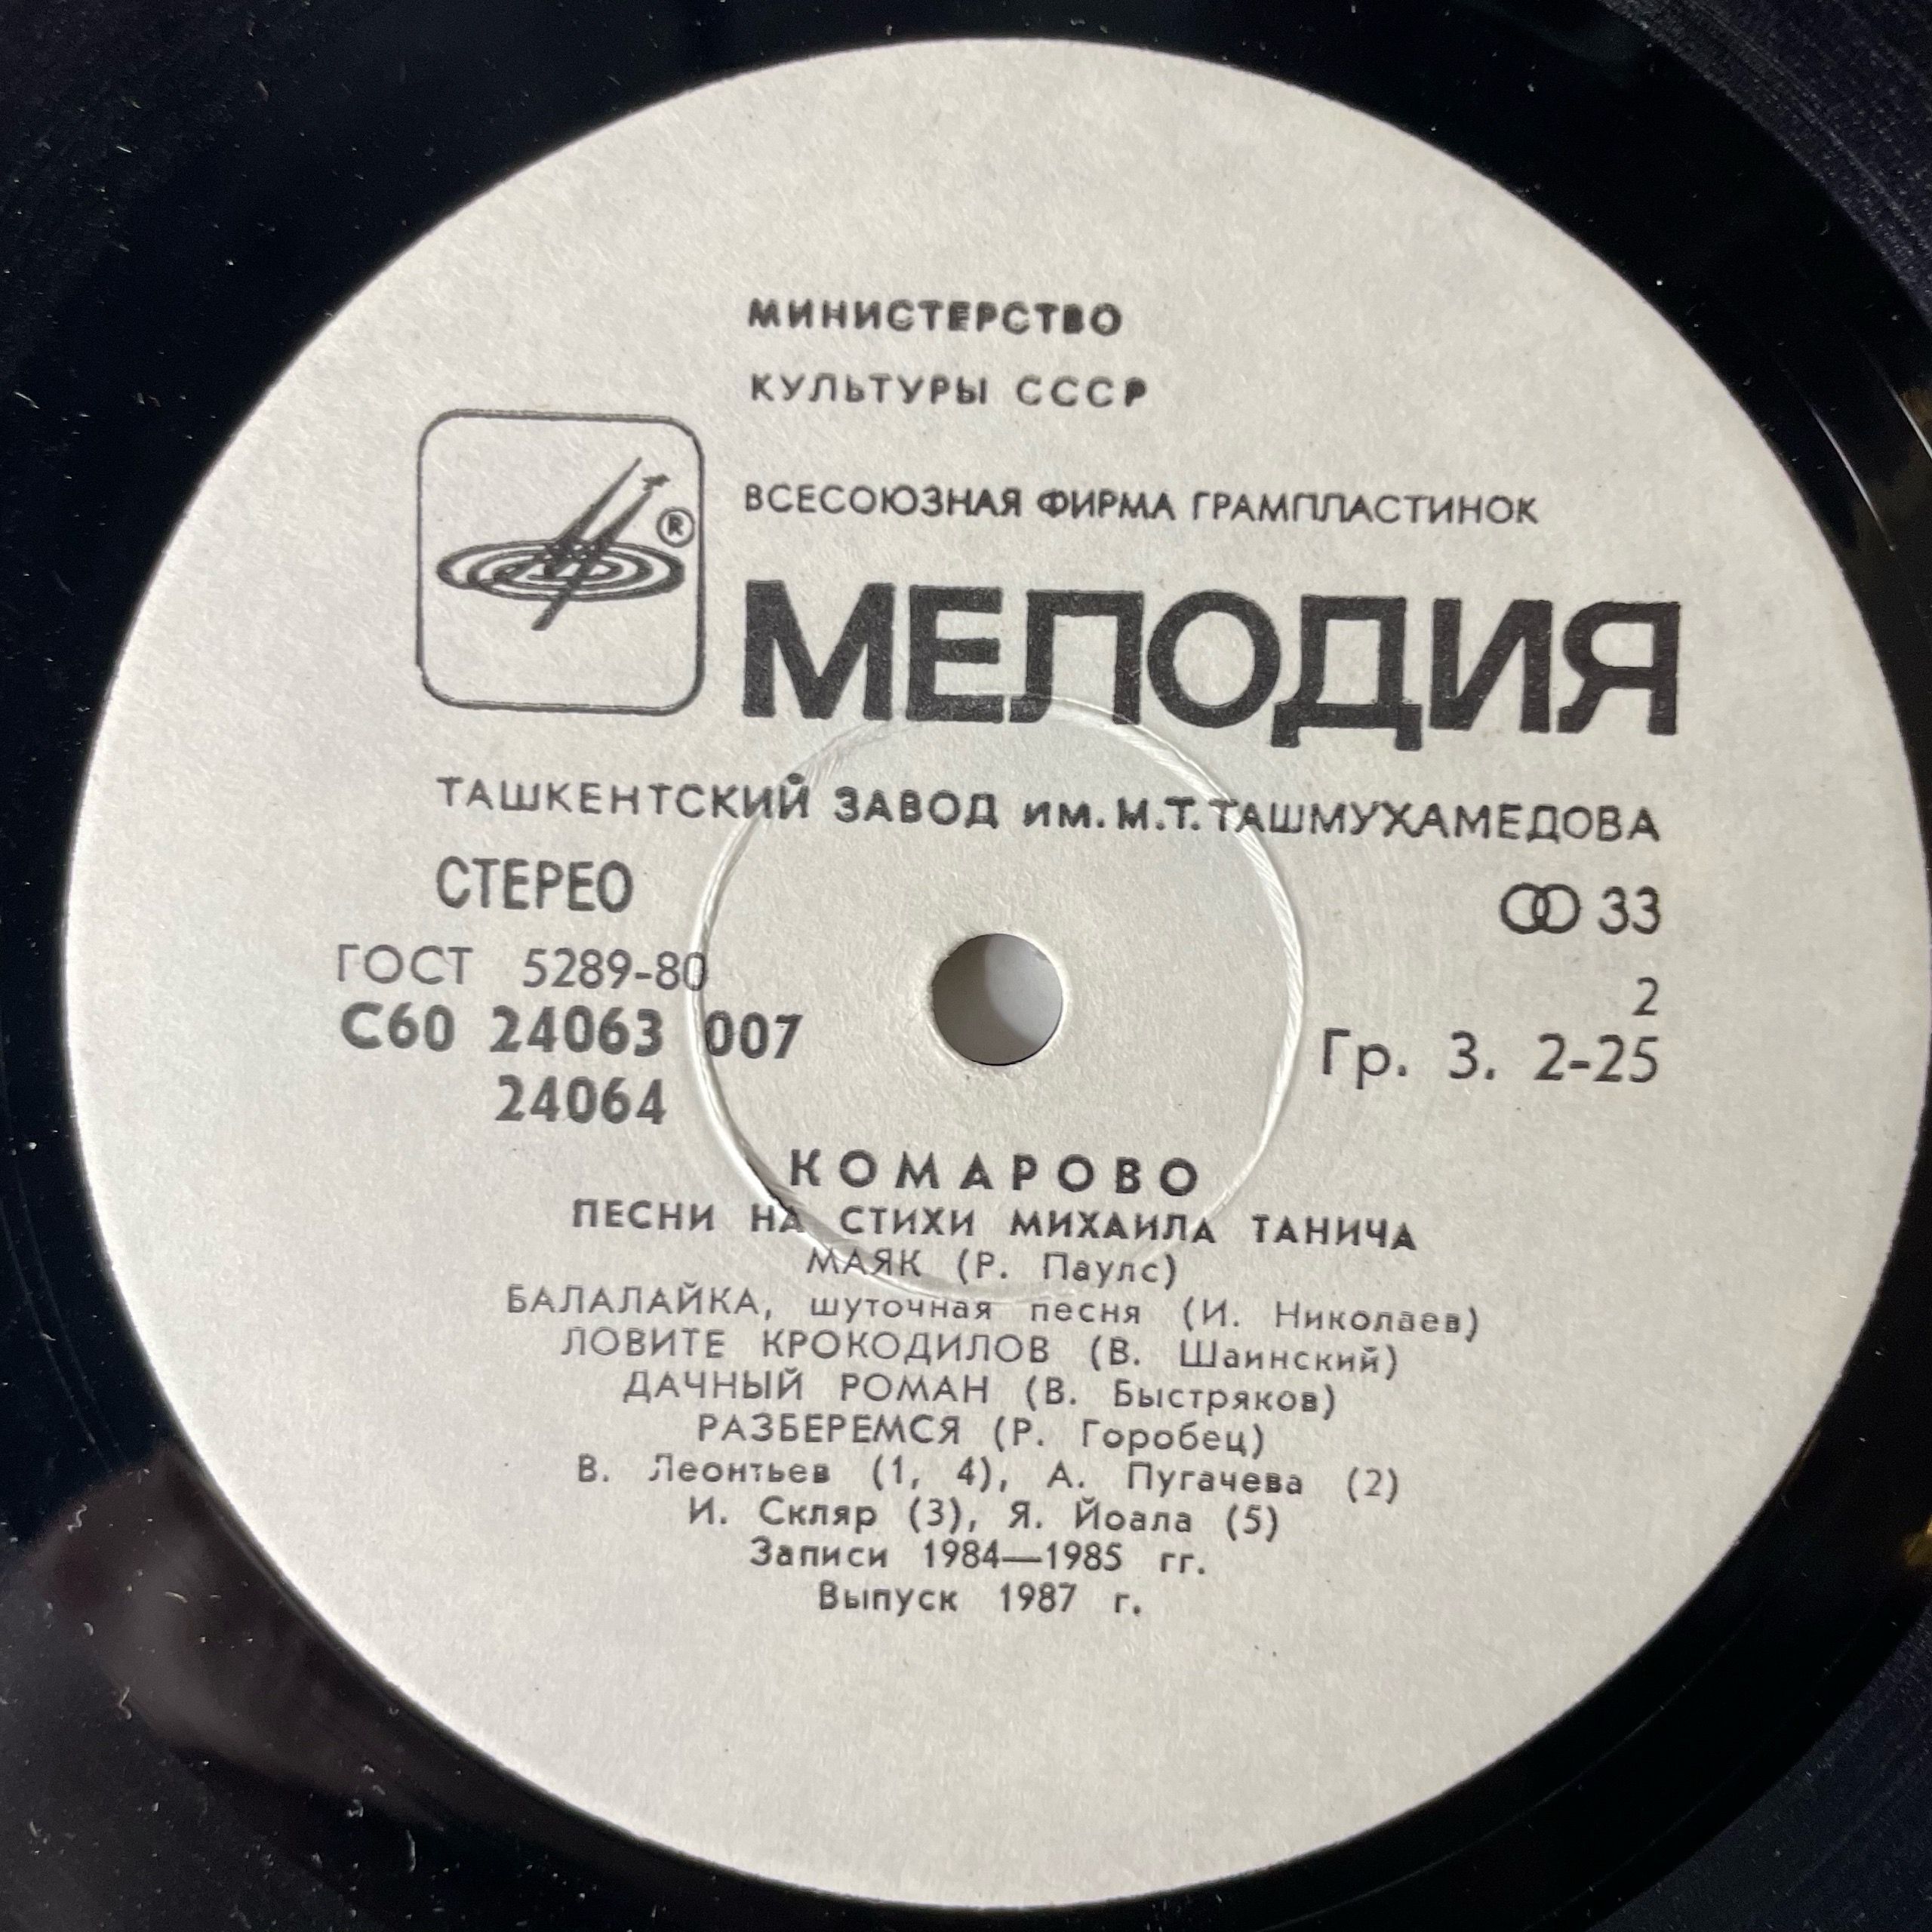 МИНИСТЕРСТВО
КУЛЬТУРЫ СССР
ВСЕСОЮЗНАЯ ФИРМА ГРАМПЛАСТИНОК
®
МЕЛОДИЯ
ТАШКЕНТСКИЙ ЗАВОД им. М.Т. ТАШМУХАМЕДОВА
СТЕРЕО 33
ГОСТ 5289-80 2
С60 24063 007 Гр. 3. 2-25
24064
КОМАРОВО
ПЕСНИ НА СТИХИ МИХАИЛА ТАНИЧА
МАЯК (Р. Паулс)
БАЛАЛАЙКА, шуточная песня (И. Николаев)
ЛОВИТЕ КРОКОДИЛОВ (В. Шаинский)
ДАЧНЫЙ РОМАН (В. Быстряков)
РАЗБЕРЕМСЯ (Р. Горобец)
В. Леонтьев (1, 4), А. Пугачева (2)
И. Скляр (3), Я. Йоала (5)
Записи 1984—1985 гг.
Выпуск 1987 г.